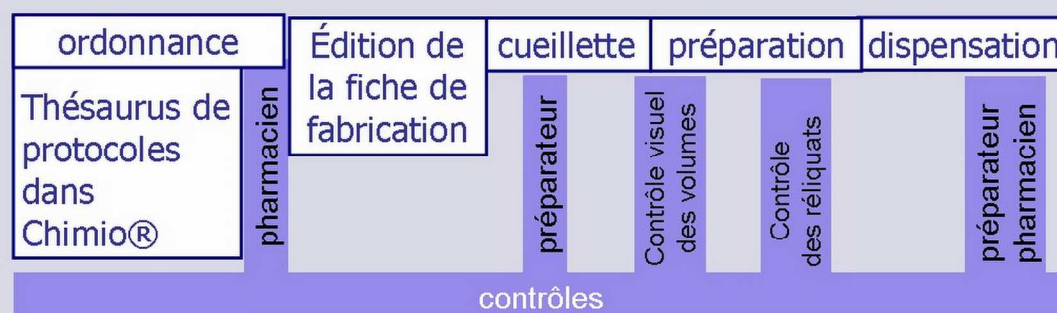 ordonnance
Édition de
la fiche de
fabrication
cueillette
préparation
dispensation
Thésaurus de
protocoles
dans
Chimio®
pharmacien
préparateur
Contrôle visuel
des volumes
Contrôle
des réliquats
préparateur
pharmacien
contrôles